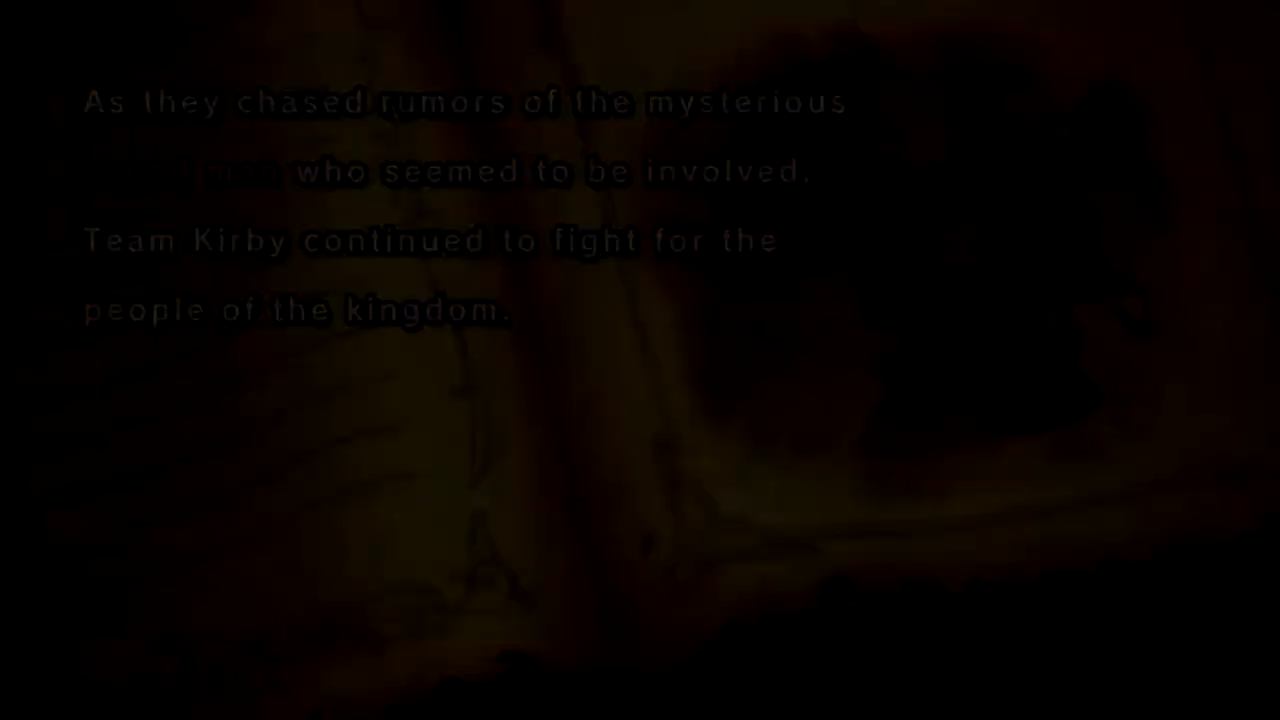 As they chased rumors of the mysterious
man who seemed to be involved.
Team Kirby continued to fight for the
people of the kingdom.